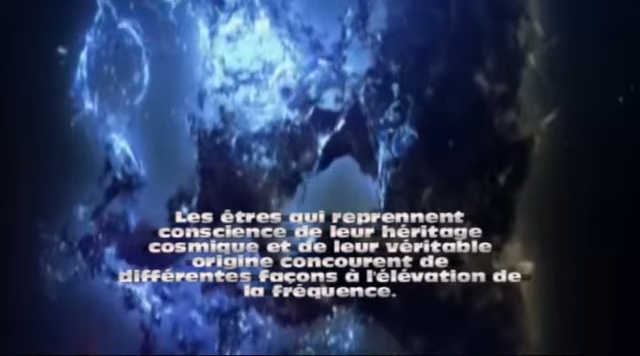 Les êtres qui reprennent
conscience de leur héritage
cosmique et de leur véritable
origine concourent de
différentes façons à l'élévation de
la fréquence.